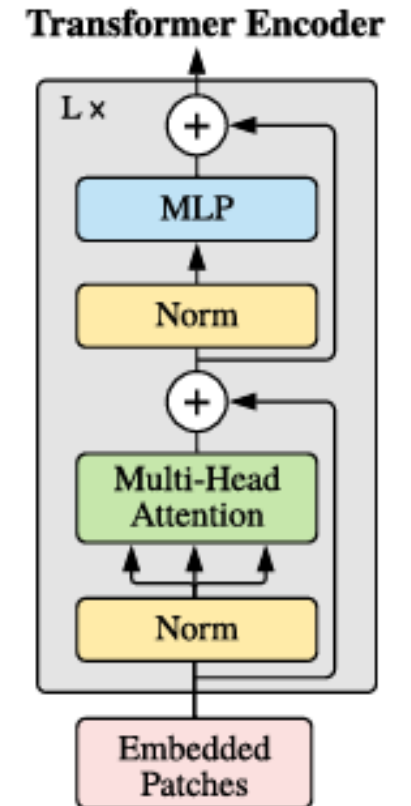 Transformer Encoder
L ×
+
MLP
Norm
+
Multi-Head
Attention
Norm
Embedded
Patches